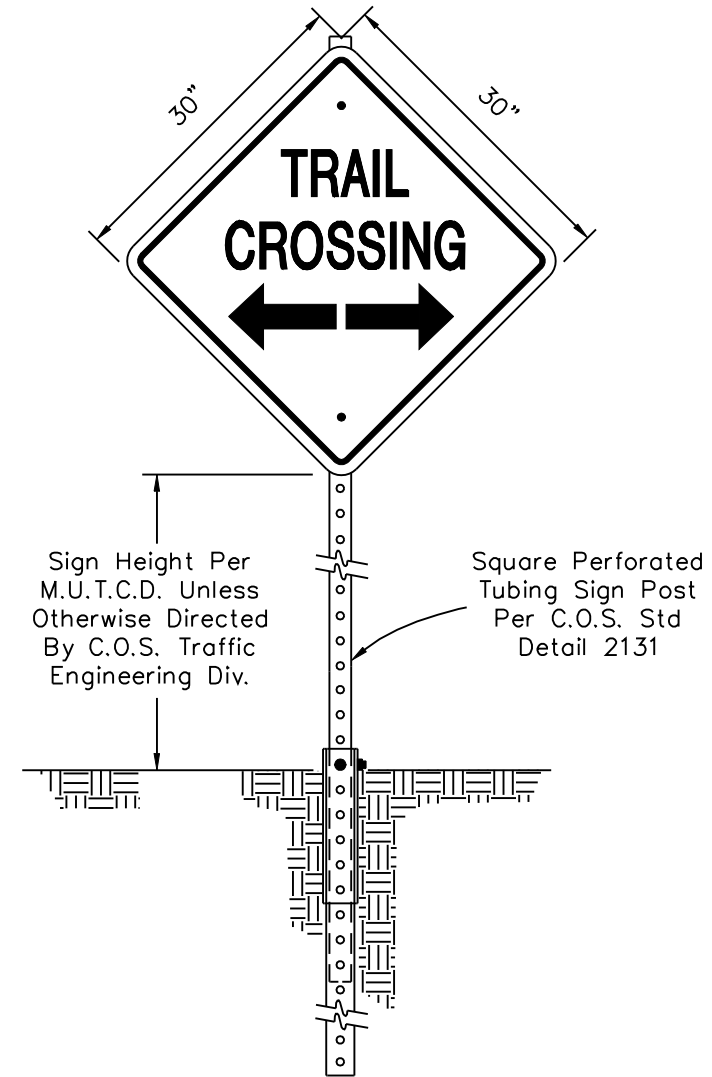 30”
30”
TRAIL
CROSSING
Sign Height Per
M.U.T.C.D. Unless
Otherwise Directed
By C.O.S. Traffic
Engineering Div.
Square Perforated
Tubing Sign Post
Per C.O.S. Std
Detail 2131